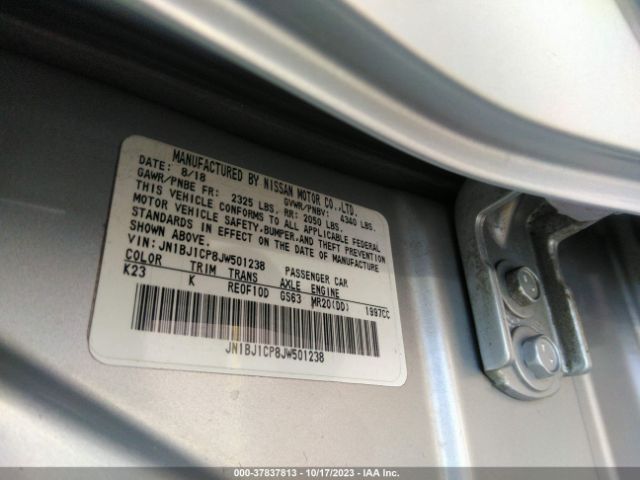 MANUFACTURED BY NISSAN MOTOR CO.,LTD.
DATE: 8/18 GVWR/PNBV: 4340 LBS.
GAWR/PNBE FR: 2325 LBS, RR: 2050 LBS.
THIS VEHICLE CONFORMS TO ALL APPLICABLE FEDERAL
MOTOR VEHICLE SAFETY,BUMPER,AND THEFT PREVENTION
STANDARDS IN EFFECT ON THE DATE OF MANUFACTURE
SHOWN ABOVE.
VIN: JN1BJ1CP8JW501238 PASSENGER CAR
COLOR TRIM TRANS AXLE ENGINE
K23 K RE0F10D GS63 MR20(DD) 1997CC
JN1BJ1CP8JW501238
000-37837813 - 10/17/2023 - IAA Inc.